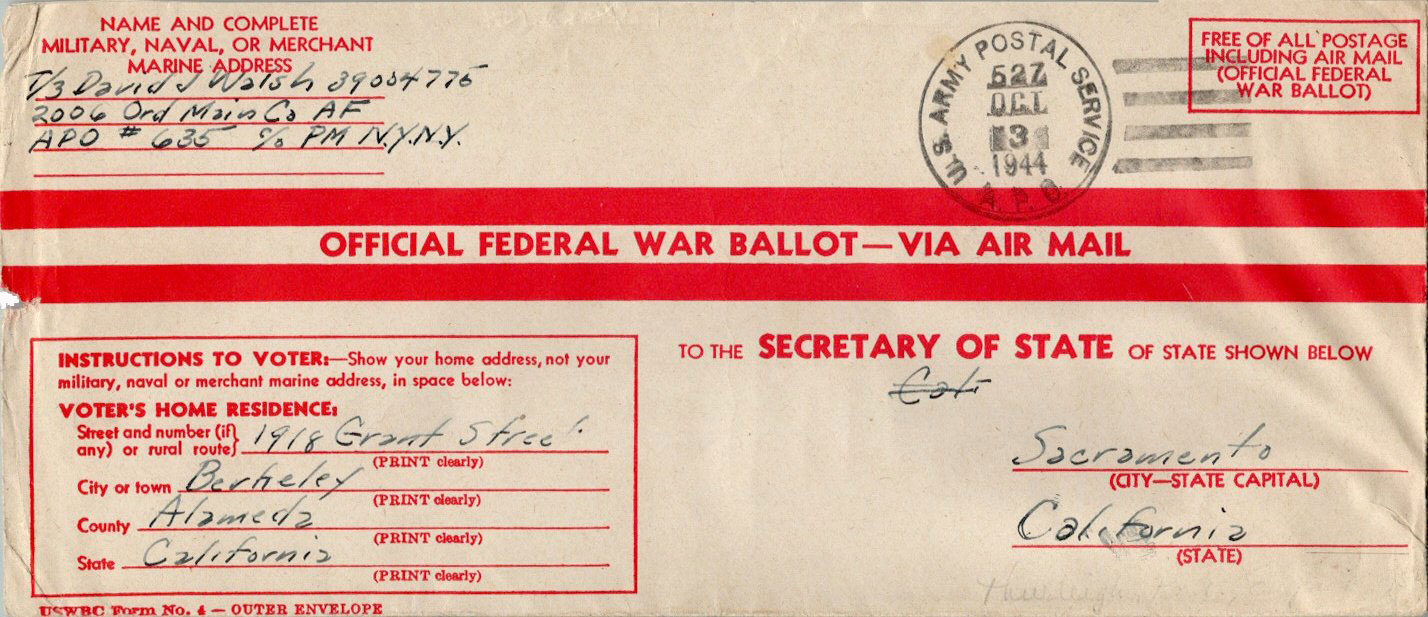 NAME AND COMPLETE
MILITARY, NAVAL, OR MERCHANT
MARINE ADDRESS
T/3 David J Walsh 39004775
2006 Ord Main Co AF
APO # 635 c/o PM N.Y.N.Y.
U.S. ARMY POSTAL SERVICE
527
OCT
3
1944
A.P.O.
FREE OF ALL POSTAGE
INCLUDING AIR MAIL
(OFFICIAL FEDERAL
WAR BALLOT)
OFFICIAL FEDERAL WAR BALLOT—VIA AIR MAIL
INSTRUCTIONS TO VOTER:—Show your home address, not your
military, naval or merchant marine address, in space below:
VOTER'S HOME RESIDENCE:
Street and number (if
any) or rural route} 1918 Grant Street
(PRINT clearly)
City or town Berkeley
(PRINT clearly)
County Alameda
(PRINT clearly)
State California
(PRINT clearly)
USWBC Form No. 4 — OUTER ENVELOPE
TO THE SECRETARY OF STATE OF STATE SHOWN BELOW
Sacramento
(CITY—STATE CAPITAL)
California
(STATE)